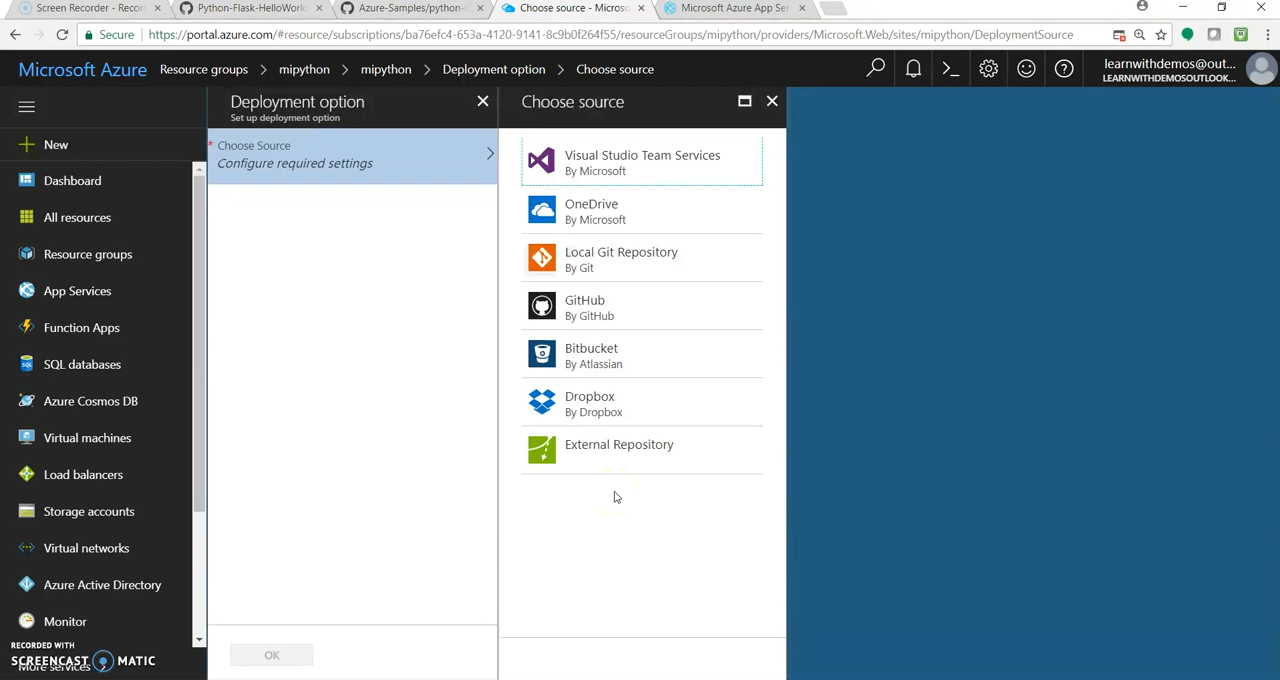 Screen Recorder - Recor
Python-Flask-HelloWorld
Azure-Samples/python-d
Choose source - Microso
Microsoft Azure App Ser
Secure
https://portal.azure.com/#resource/subscriptions/ba76efc4-653a-4120-9141-8c9b0f264f55/resourceGroups/mipython/providers/Microsoft.Web/sites/mipython/DeploymentSource
Microsoft Azure
Resource groups > mipython > mipython > Deployment option > Choose source
learnwithdemos@out...
LEARNWITHDEMOSOUTLOOK...
New
Dashboard
All resources
Resource groups
App Services
Function Apps
SQL databases
Azure Cosmos DB
Virtual machines
Load balancers
Storage accounts
Virtual networks
Azure Active Directory
Monitor
More services
RECORDED WITH
SCREENCAST MATIC
Deployment option
Set up deployment option
* Choose Source
Configure required settings
OK
Choose source
Visual Studio Team Services
By Microsoft
OneDrive
By Microsoft
Local Git Repository
By Git
GitHub
By GitHub
Bitbucket
By Atlassian
Dropbox
By Dropbox
External Repository